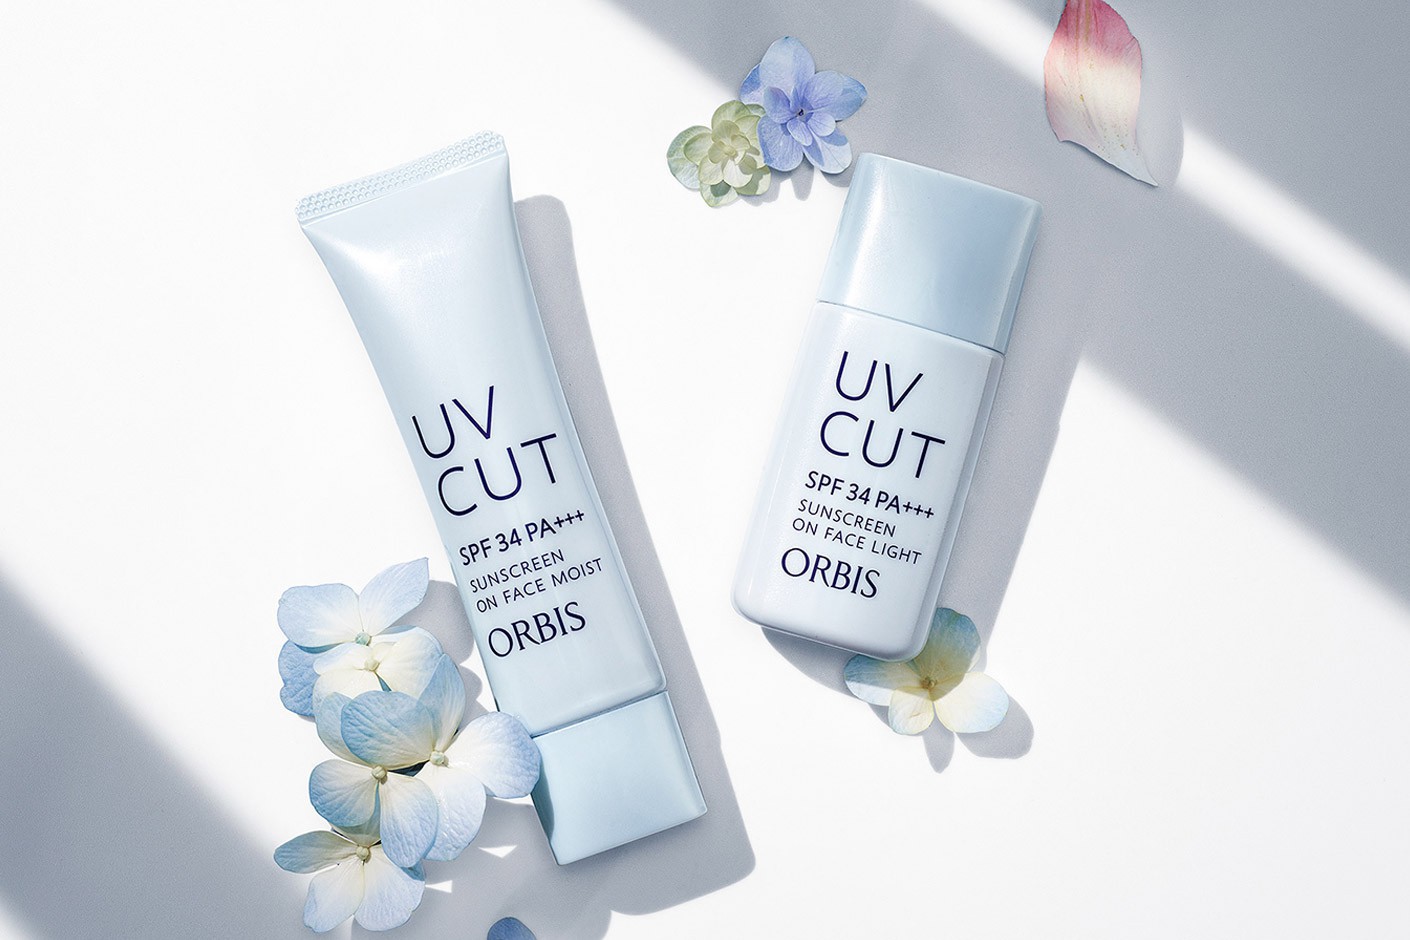 UV
CUT
SPF 34 PA+++
SUNSCREEN
ON FACE MOIST
ORBIS
UV
CUT
SPF 34 PA+++
SUNSCREEN
ON FACE LIGHT
ORBIS